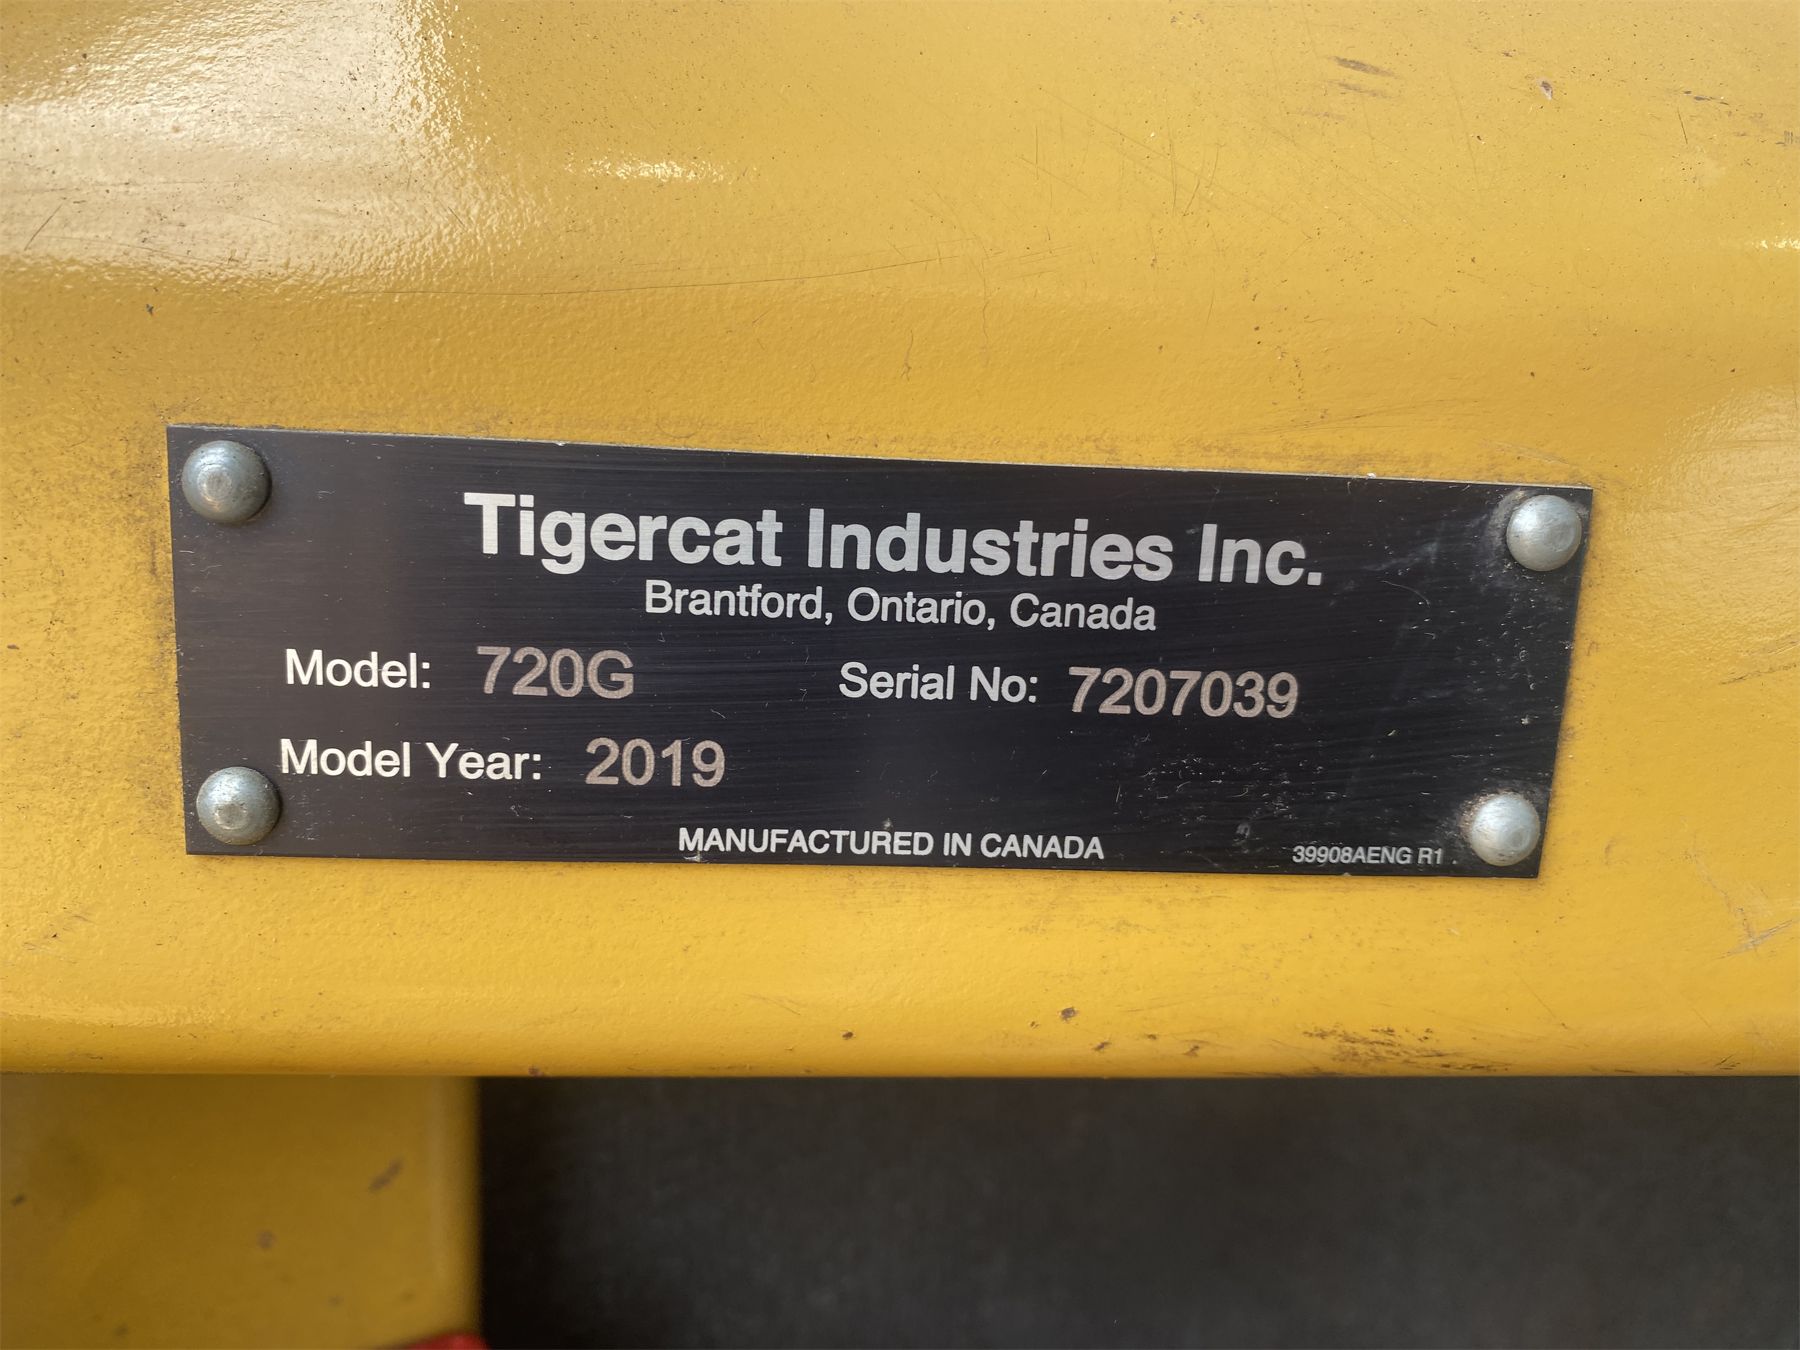 Tigercat Industries Inc.
Brantford, Ontario, Canada
Model: 720G Serial No: 7207039
Model Year: 2019
MANUFACTURED IN CANADA
39908AENG R1